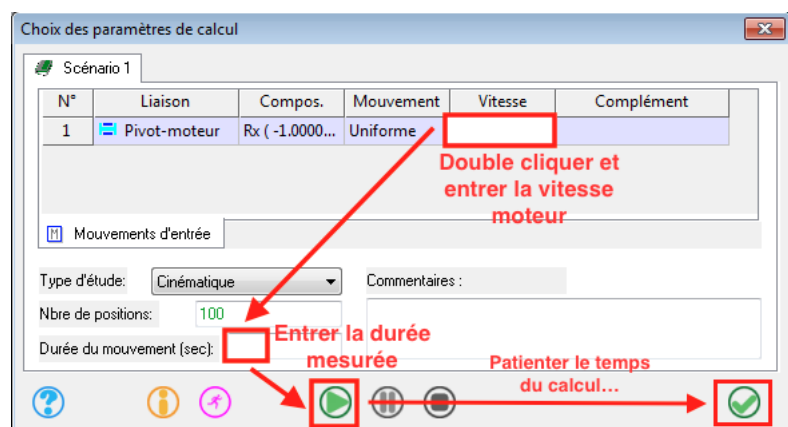 Choix des paramètres de calcul
Scénario 1
N° Liaison Compos. Mouvement Vitesse Complément
1 Pivot-moteur Rx ( -1.0000... Uniforme
Double cliquer et
entrer la vitesse
moteur
M Mouvements d'entrée
Type d'étude: Cinématique Commentaires :
Nbre de positions: 100
Durée du mouvement (sec):
Entrer la durée
mesurée
Patienter le temps
du calcul...